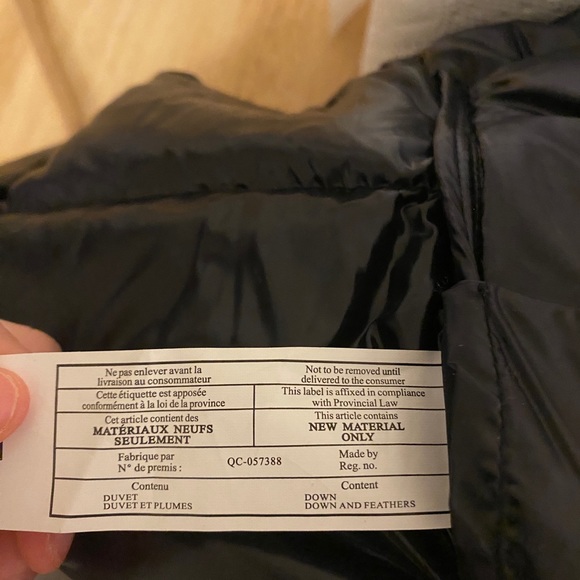 Ne pas enlever avant la
livraison au consommateur
Not to be removed until
delivered to the consumer
Cette étiquette est apposée
conformément à la loi de la province
This label is affixed in compliance
with Provincial Law
Cet article contient des
MATÉRIAUX NEUFS
SEULEMENT
This article contains
NEW MATERIAL
ONLY
Fabrique par
N° de premis :
QC-057388
Made by
Reg. no.
Contenu
DUVET
DUVET ET PLUMES
Content
DOWN
DOWN AND FEATHERS